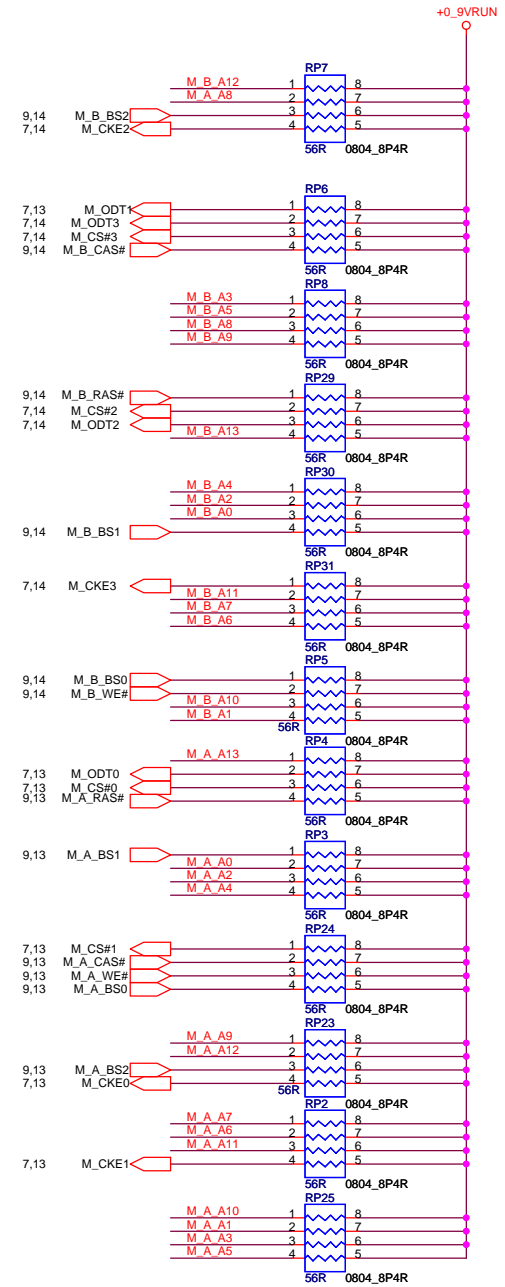 +0_9VRUN
RP7
M_B_A12 1 8
M_A_A8 2 7
9,14 M_B_BS2 3 6
7,14 M_CKE2 4 5
56R 0804_8P4R
RP6
7,13 M_ODT1 1 8
7,14 M_ODT3 2 7
7,14 M_CS#3 3 6
9,14 M_B_CAS# 4 5
56R 0804_8P4R
RP8
M_B_A3 1 8
M_B_A5 2 7
M_B_A8 3 6
M_B_A9 4 5
56R 0804_8P4R
RP29
9,14 M_B_RAS# 1 8
7,14 M_CS#2 2 7
7,14 M_ODT2 3 6
M_B_A13 4 5
56R 0804_8P4R
RP30
M_B_A4 1 8
M_B_A2 2 7
M_B_A0 3 6
9,14 M_B_BS1 4 5
56R 0804_8P4R
RP31
7,14 M_CKE3 1 8
M_B_A11 2 7
M_B_A7 3 6
M_B_A6 4 5
56R 0804_8P4R
RP5
9,14 M_B_BS0 1 8
9,14 M_B_WE# 2 7
M_B_A10 3 6
M_B_A1 4 5
56R 0804_8P4R
RP4
M_A_A13 1 8
7,13 M_ODT0 2 7
7,13 M_CS#0 3 6
9,13 M_A_RAS# 4 5
56R 0804_8P4R
RP3
9,13 M_A_BS1 1 8
M_A_A0 2 7
M_A_A2 3 6
M_A_A4 4 5
56R 0804_8P4R
RP24
7,13 M_CS#1 1 8
9,13 M_A_CAS# 2 7
9,13 M_A_WE# 3 6
9,13 M_A_BS0 4 5
56R 0804_8P4R
RP23
M_A_A9 1 8
M_A_A12 2 7
9,13 M_A_BS2 3 6
7,13 M_CKE0 4 5
56R 0804_8P4R
RP2
M_A_A7 1 8
M_A_A6 2 7
M_A_A11 3 6
7,13 M_CKE1 4 5
56R 0804_8P4R
RP25
M_A_A10 1 8
M_A_A1 2 7
M_A_A3 3 6
M_A_A5 4 5
56R 0804_8P4R